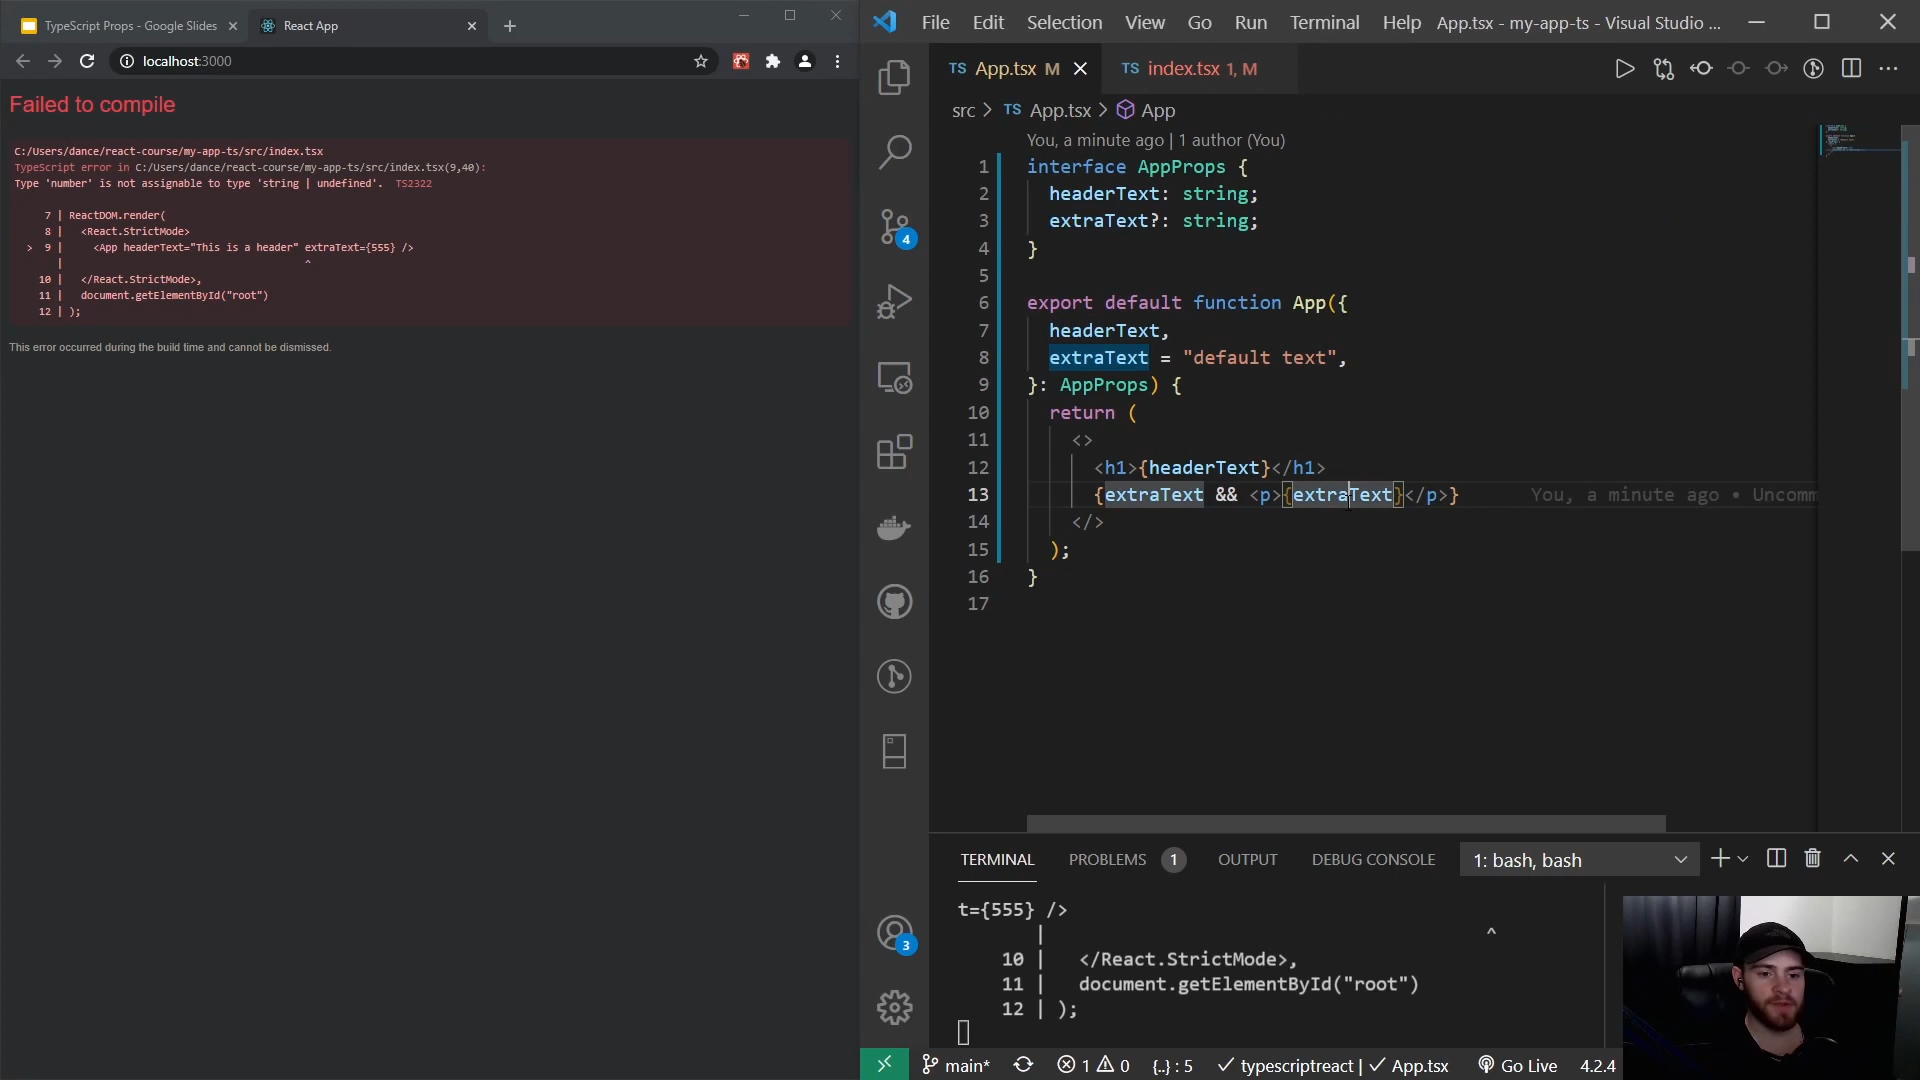 TypeScript Props - Google Slides
React App
localhost:3000
Failed to compile
C:/Users/dance/react-course/my-app-ts/src/index.tsx
TypeScript error in C:/Users/dance/react-course/my-app-ts/src/index.tsx(9,40):
Type 'number' is not assignable to type 'string | undefined'.  TS2322
7 | ReactDOM.render(
8 |   <React.StrictMode>
> 9 |     <App headerText="This is a header" extraText={555} />
|                                        ^
10 |   </React.StrictMode>,
11 |   document.getElementById("root")
12 | );
This error occurred during the build time and cannot be dismissed.
File Edit Selection View Go Run Terminal Help App.tsx - my-app-ts - Visual Studio ...
TS App.tsx M
TS index.tsx 1, M
src > TS App.tsx > App
You, a minute ago | 1 author (You)
1 interface AppProps {
2   headerText: string;
3   extraText?: string;
4 }
5
6 export default function App({
7   headerText,
8   extraText = "default text",
9 }: AppProps) {
10   return (
11     <>
12       <h1>{headerText}</h1>
13       {extraText && <p>{extraText}</p>} You, a minute ago • Uncomm
14     </>
15   );
16 }
17
4
3
TERMINAL PROBLEMS 1 OUTPUT DEBUG CONSOLE 1: bash, bash
t={555} />
|                                        ^
10 |   </React.StrictMode>,
11 |   document.getElementById("root")
12 | );
main* 1 0 {..} : 5 typescriptreact | App.tsx Go Live 4.2.4